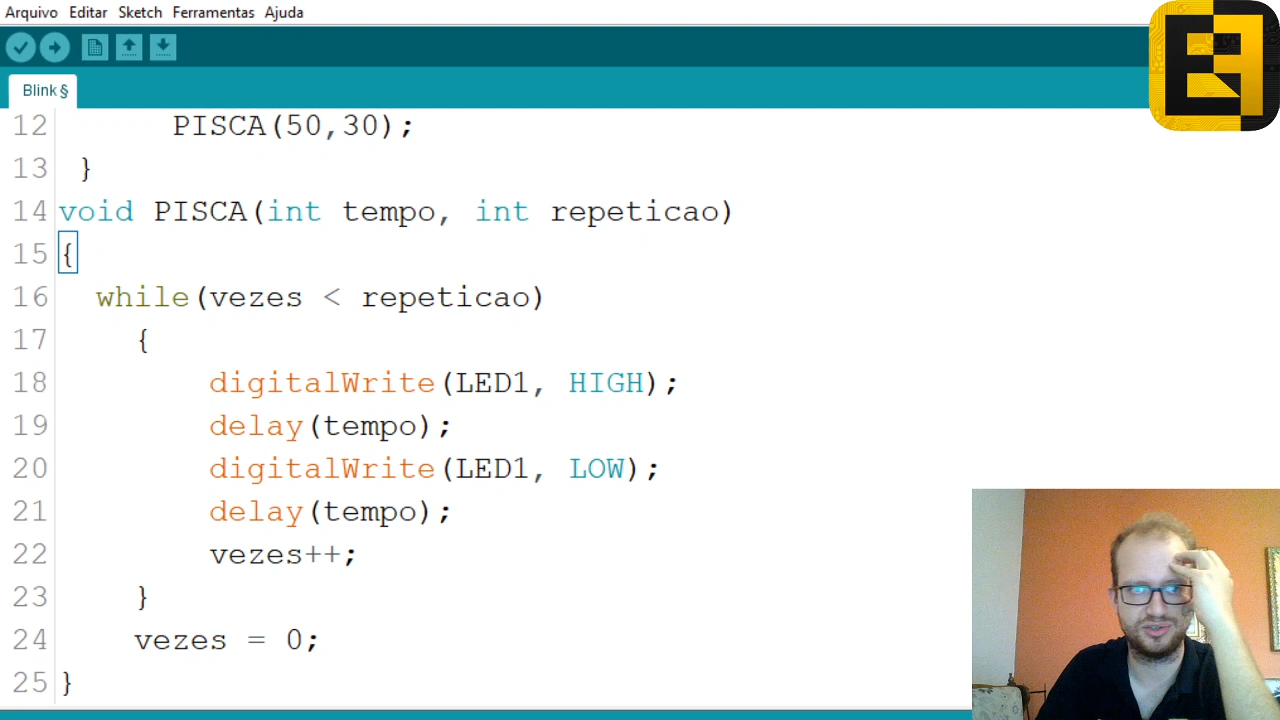 Arquivo Editar Sketch Ferramentas Ajuda
Blink §
12 PISCA(50,30);
13 }
14 void PISCA(int tempo, int repeticao)
15 {
16 while(vezes < repeticao)
17 {
18 digitalWrite(LED1, HIGH);
19 delay(tempo);
20 digitalWrite(LED1, LOW);
21 delay(tempo);
22 vezes++;
23 }
24 vezes = 0;
25 }